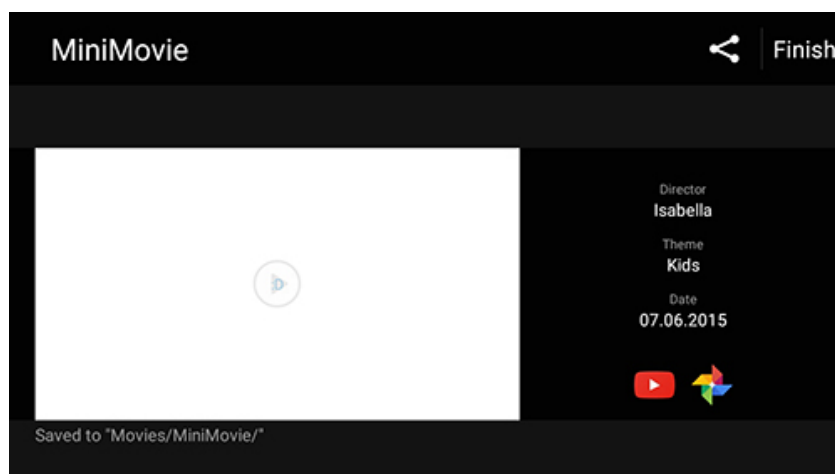 MiniMovie
Finish
Director
Isabella
Theme
Kids
Date
07.06.2015
Saved to "Movies/MiniMovie/"